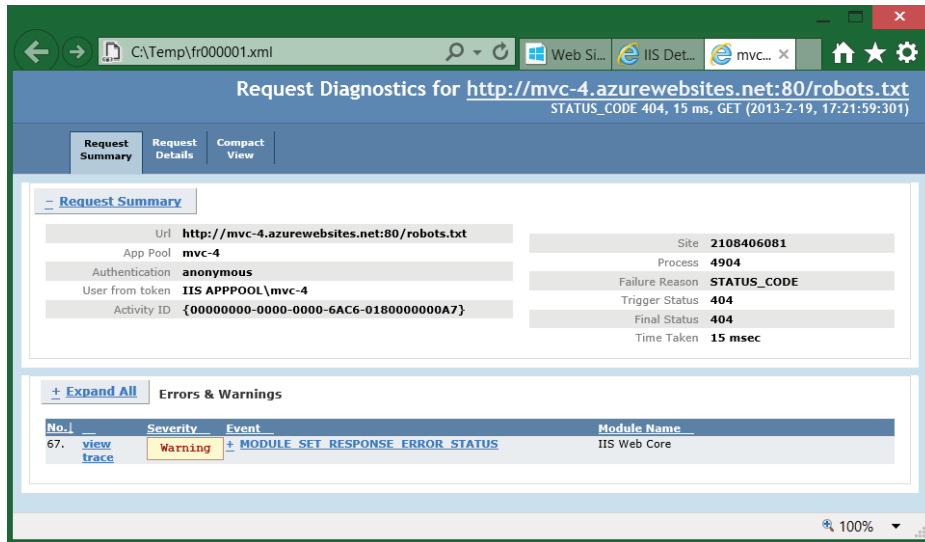 C:\Temp\fr000001.xml
Web Si...
IIS Det...
mvc...
Request Diagnostics for http://mvc-4.azurewebsites.net:80/robots.txt
STATUS_CODE 404, 15 ms, GET (2013-2-19, 17:21:59:301)
Request Summary
Request Details
Compact View
− Request Summary
Url http://mvc-4.azurewebsites.net:80/robots.txt
App Pool mvc-4
Authentication anonymous
User from token IIS APPPOOL\mvc-4
Activity ID {00000000-0000-0000-6AC6-0180000000A7}
Site 2108406081
Process 4904
Failure Reason STATUS_CODE
Trigger Status 404
Final Status 404
Time Taken 15 msec
+ Expand All Errors & Warnings
No.↓ Severity Event Module Name
67. view trace Warning + MODULE_SET_RESPONSE_ERROR_STATUS IIS Web Core
100%